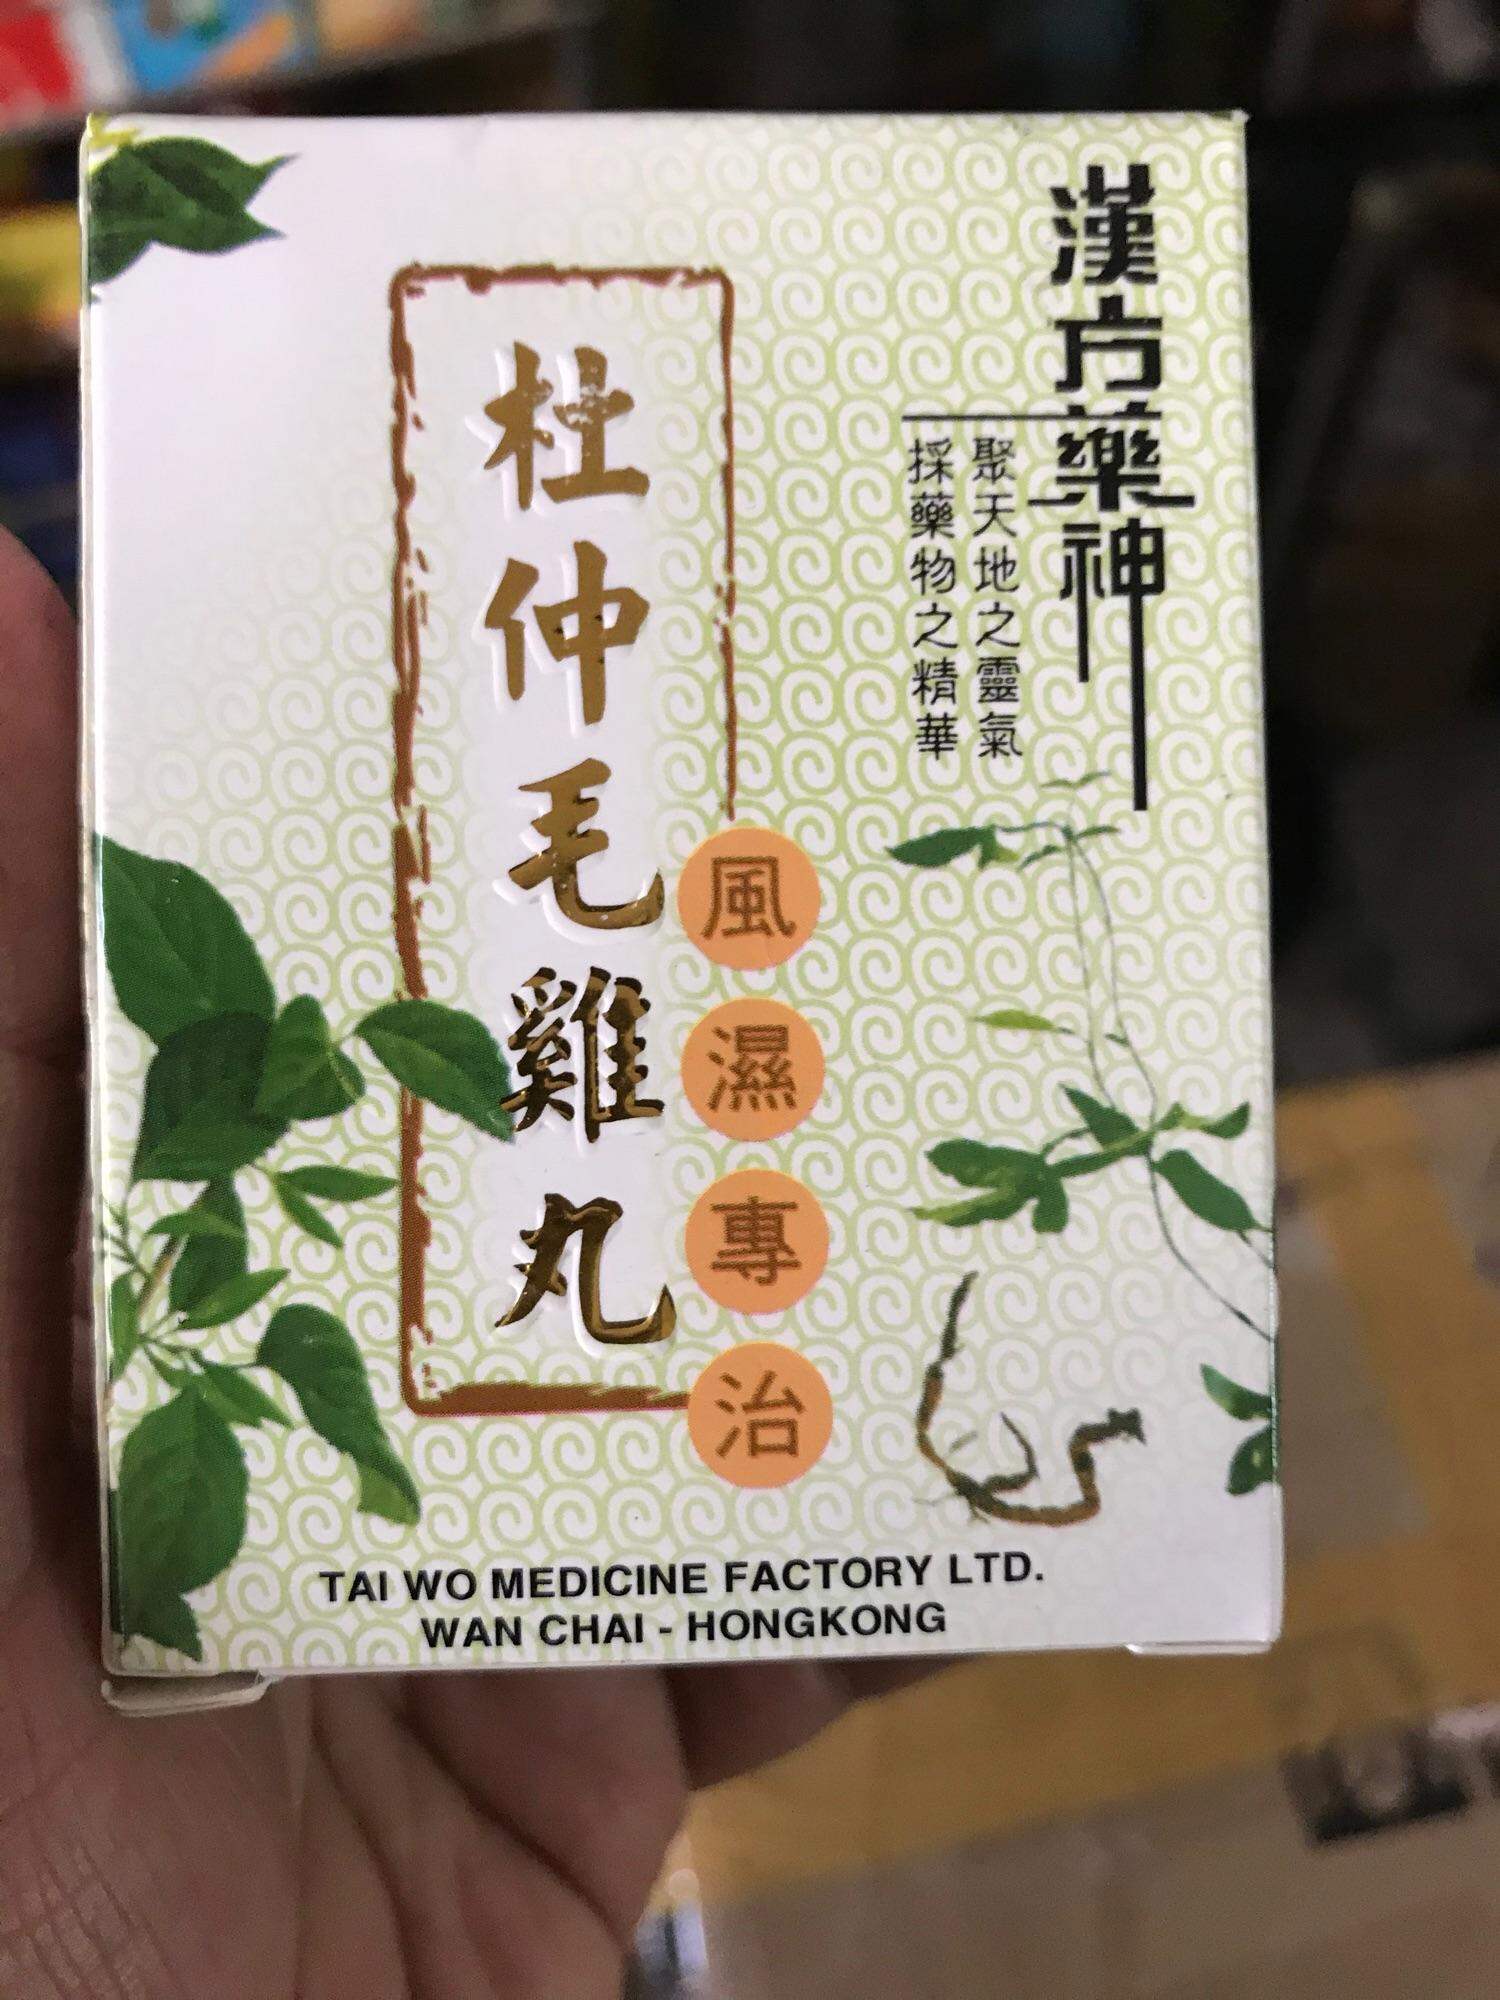 漢方藥神
聚天地之靈氣
採藥物之精華
杜仲毛雞丸
風濕專治
TAI WO MEDICINE FACTORY LTD.
WAN CHAI - HONGKONG